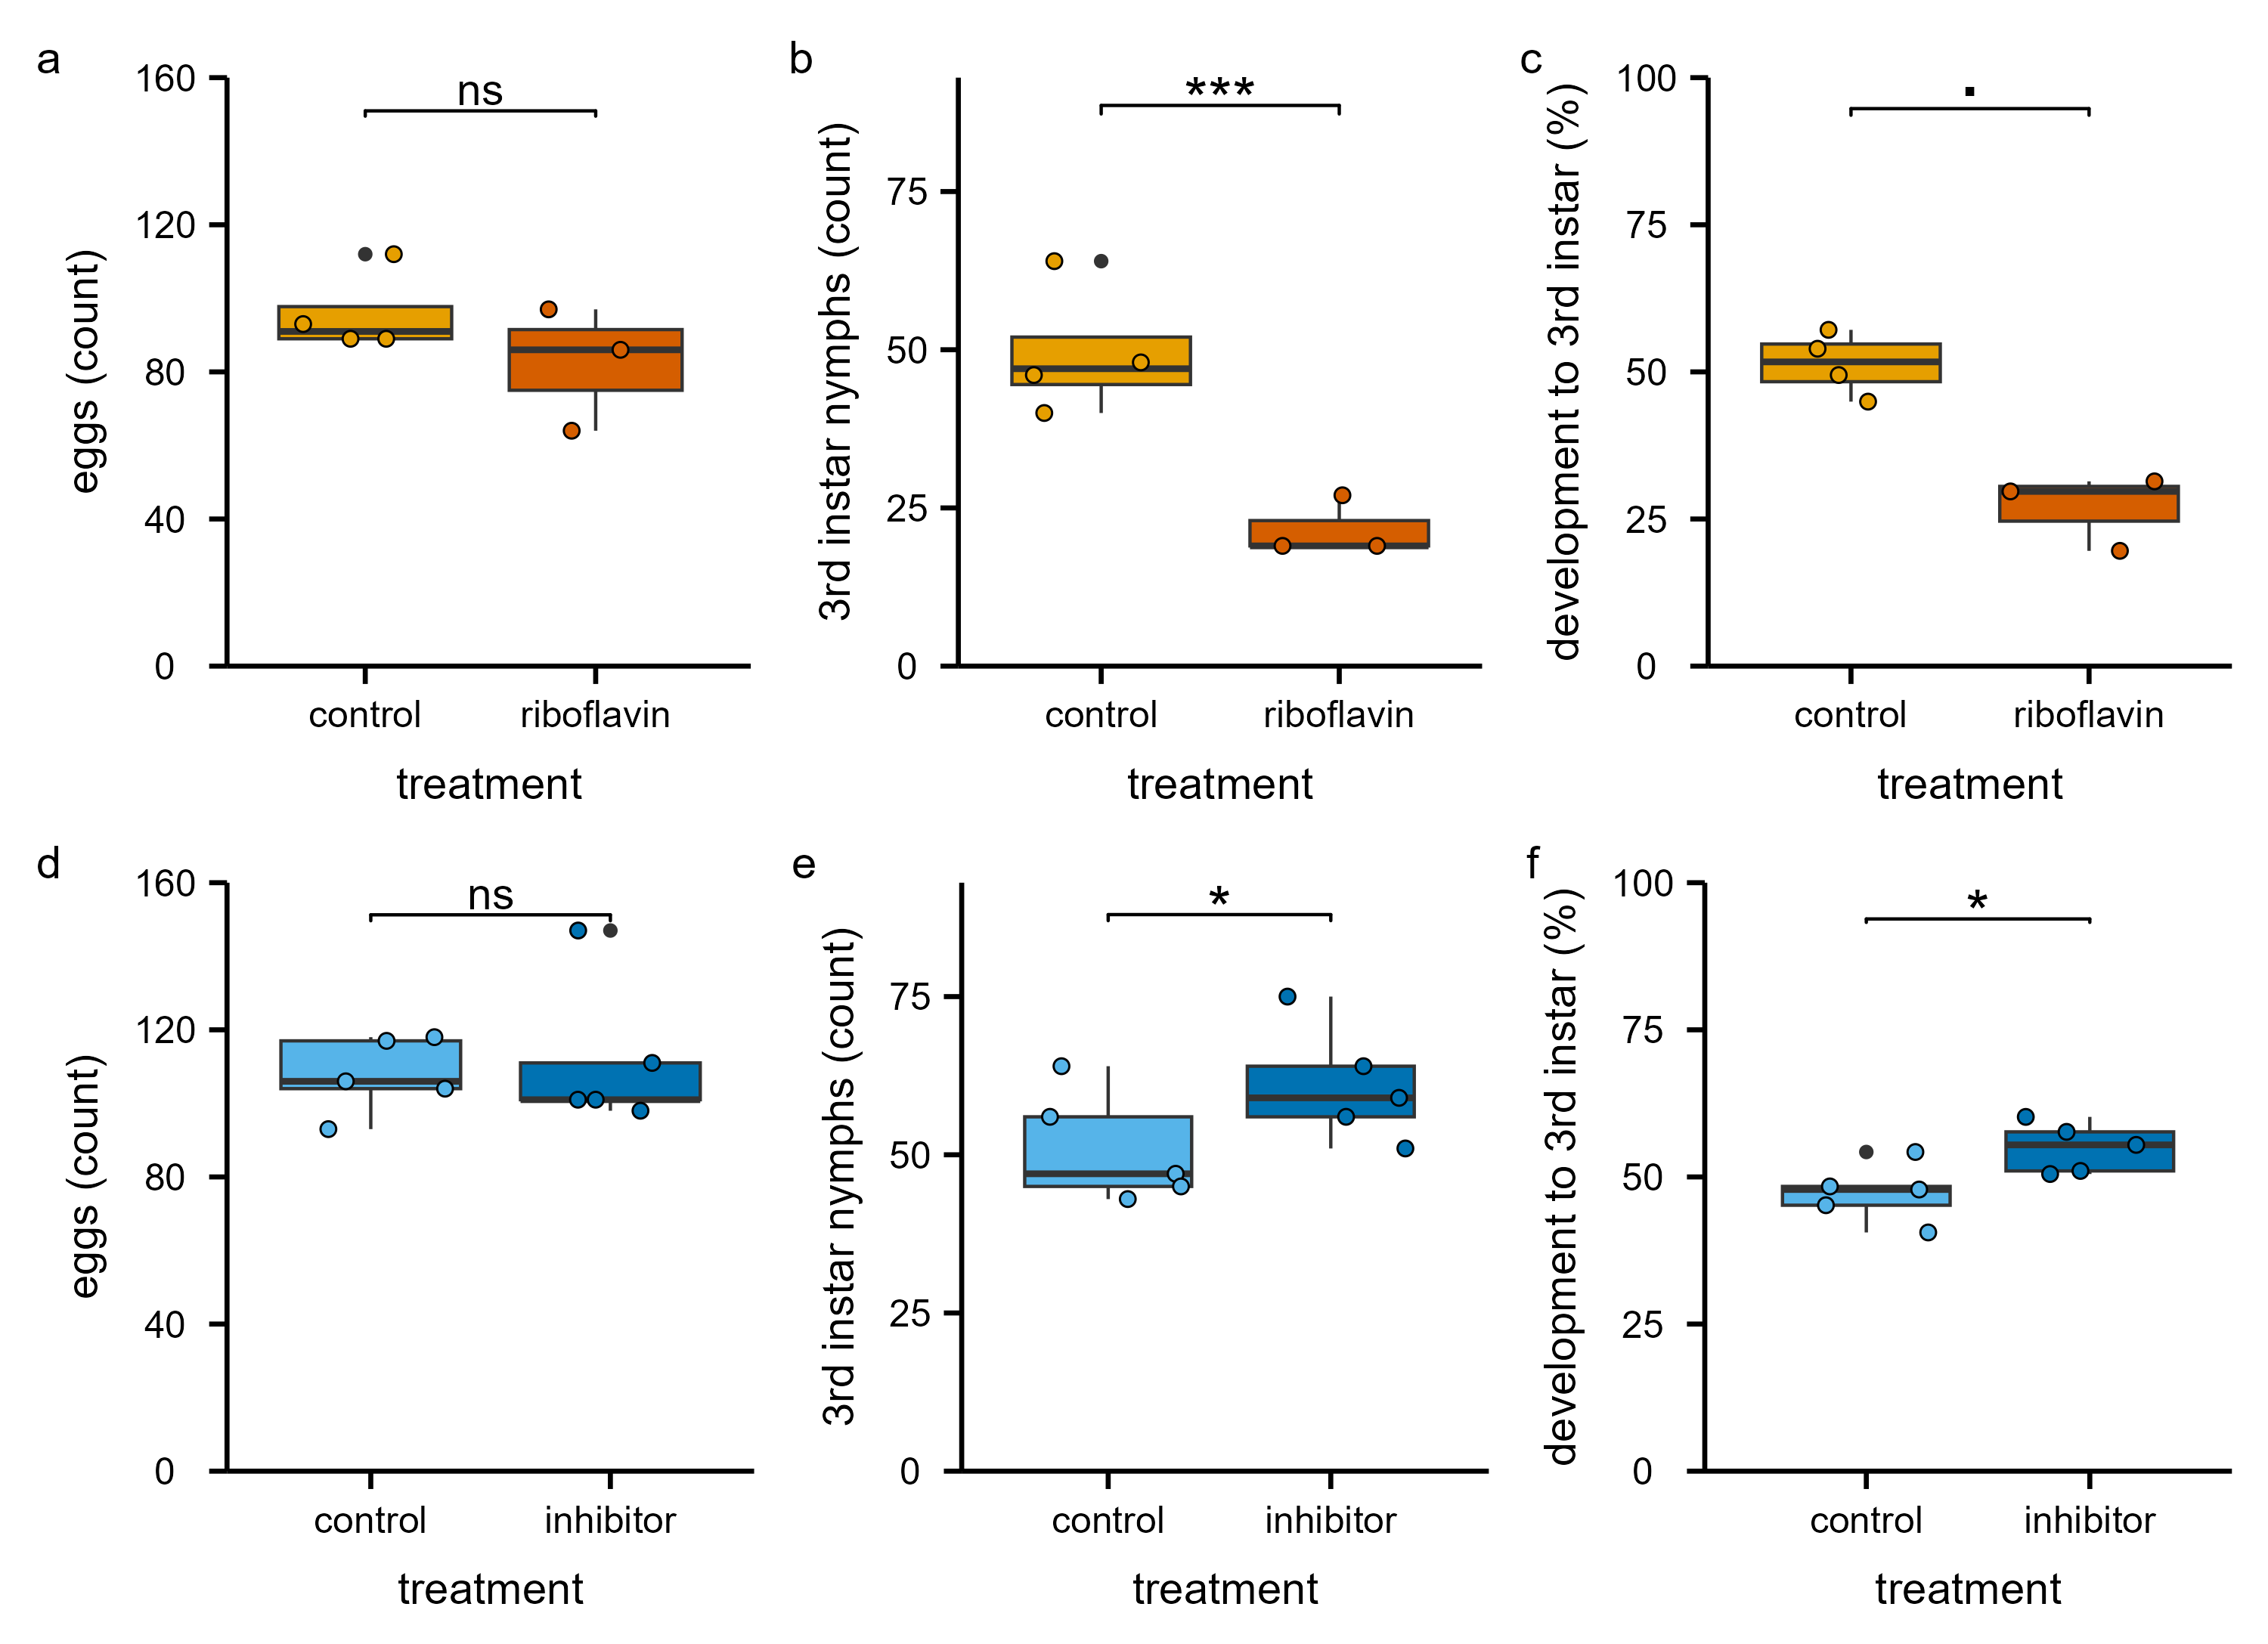 a
160
120
80
40
0
eggs (count)
ns
control
riboflavin
treatment
b
75
50
25
0
3rd instar nymphs (count)
***
control
riboflavin
treatment
c
100
75
50
25
0
development to 3rd instar (%)
.
control
riboflavin
treatment
d
160
120
80
40
0
eggs (count)
ns
control
inhibitor
treatment
e
75
50
25
0
3rd instar nymphs (count)
*
control
inhibitor
treatment
f
100
75
50
25
0
development to 3rd instar (%)
*
control
inhibitor
treatment